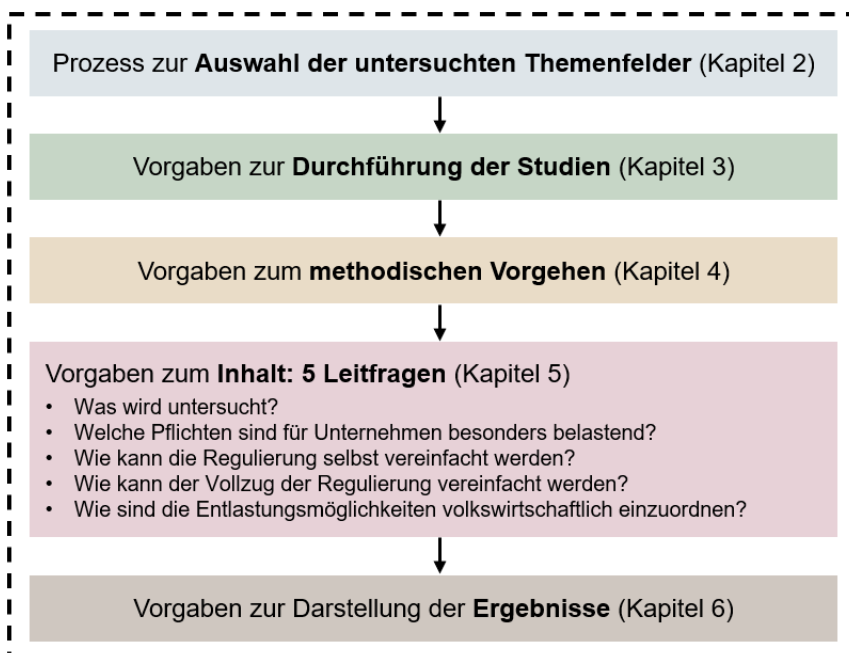 Prozess zur Auswahl der untersuchten Themenfelder (Kapitel 2)
Vorgaben zur Durchführung der Studien (Kapitel 3)
Vorgaben zum methodischen Vorgehen (Kapitel 4)
Vorgaben zum Inhalt: 5 Leitfragen (Kapitel 5)
• Was wird untersucht?
• Welche Pflichten sind für Unternehmen besonders belastend?
• Wie kann die Regulierung selbst vereinfacht werden?
• Wie kann der Vollzug der Regulierung vereinfacht werden?
• Wie sind die Entlastungsmöglichkeiten volkswirtschaftlich einzuordnen?
Vorgaben zur Darstellung der Ergebnisse (Kapitel 6)